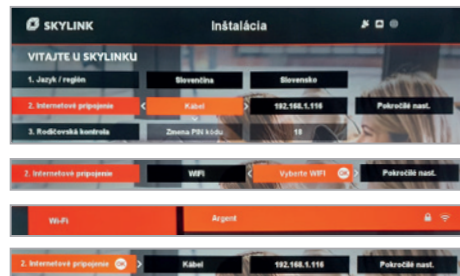 SKYLINK Inštalácia
VITAJTE U SKYLINKU
1. Jazyk / región Slovenčina Slovensko
2. Internetové pripojenie Kábel 192.168.1.116 Pokročilé nast.
3. Rodičovská kontrola Zmena PIN kódu 18
2. Internetové pripojenie WIFI Vyberte WIFI OK Pokročilé nast.
Wi-Fi Argent
2. Internetové pripojenie OK Kábel 192.168.1.116 Pokročilé nast.